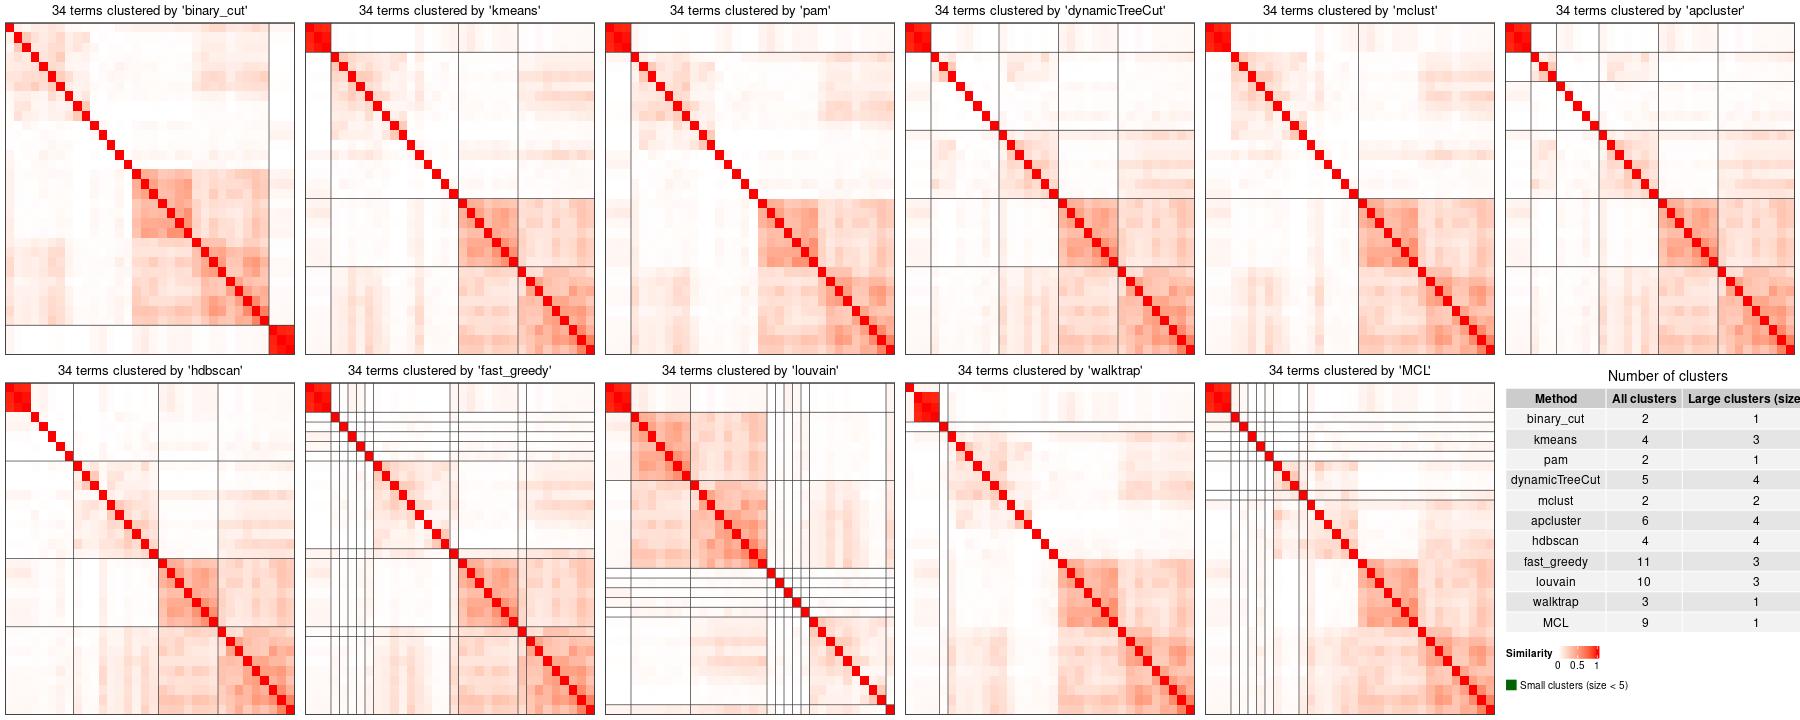 34 terms clustered by 'binary_cut'
34 terms clustered by 'kmeans'
34 terms clustered by 'pam'
34 terms clustered by 'dynamicTreeCut'
34 terms clustered by 'mclust'
34 terms clustered by 'apcluster'
34 terms clustered by 'hdbscan'
34 terms clustered by 'fast_greedy'
34 terms clustered by 'louvain'
34 terms clustered by 'walktrap'
34 terms clustered by 'MCL'
Number of clusters
Method All clusters Large clusters (size
binary_cut 2 1
kmeans 4 3
pam 2 1
dynamicTreeCut 5 4
mclust 2 2
apcluster 6 4
hdbscan 4 4
fast_greedy 11 3
louvain 10 3
walktrap 3 1
MCL 9 1
Similarity
0 0.5 1
Small clusters (size < 5)